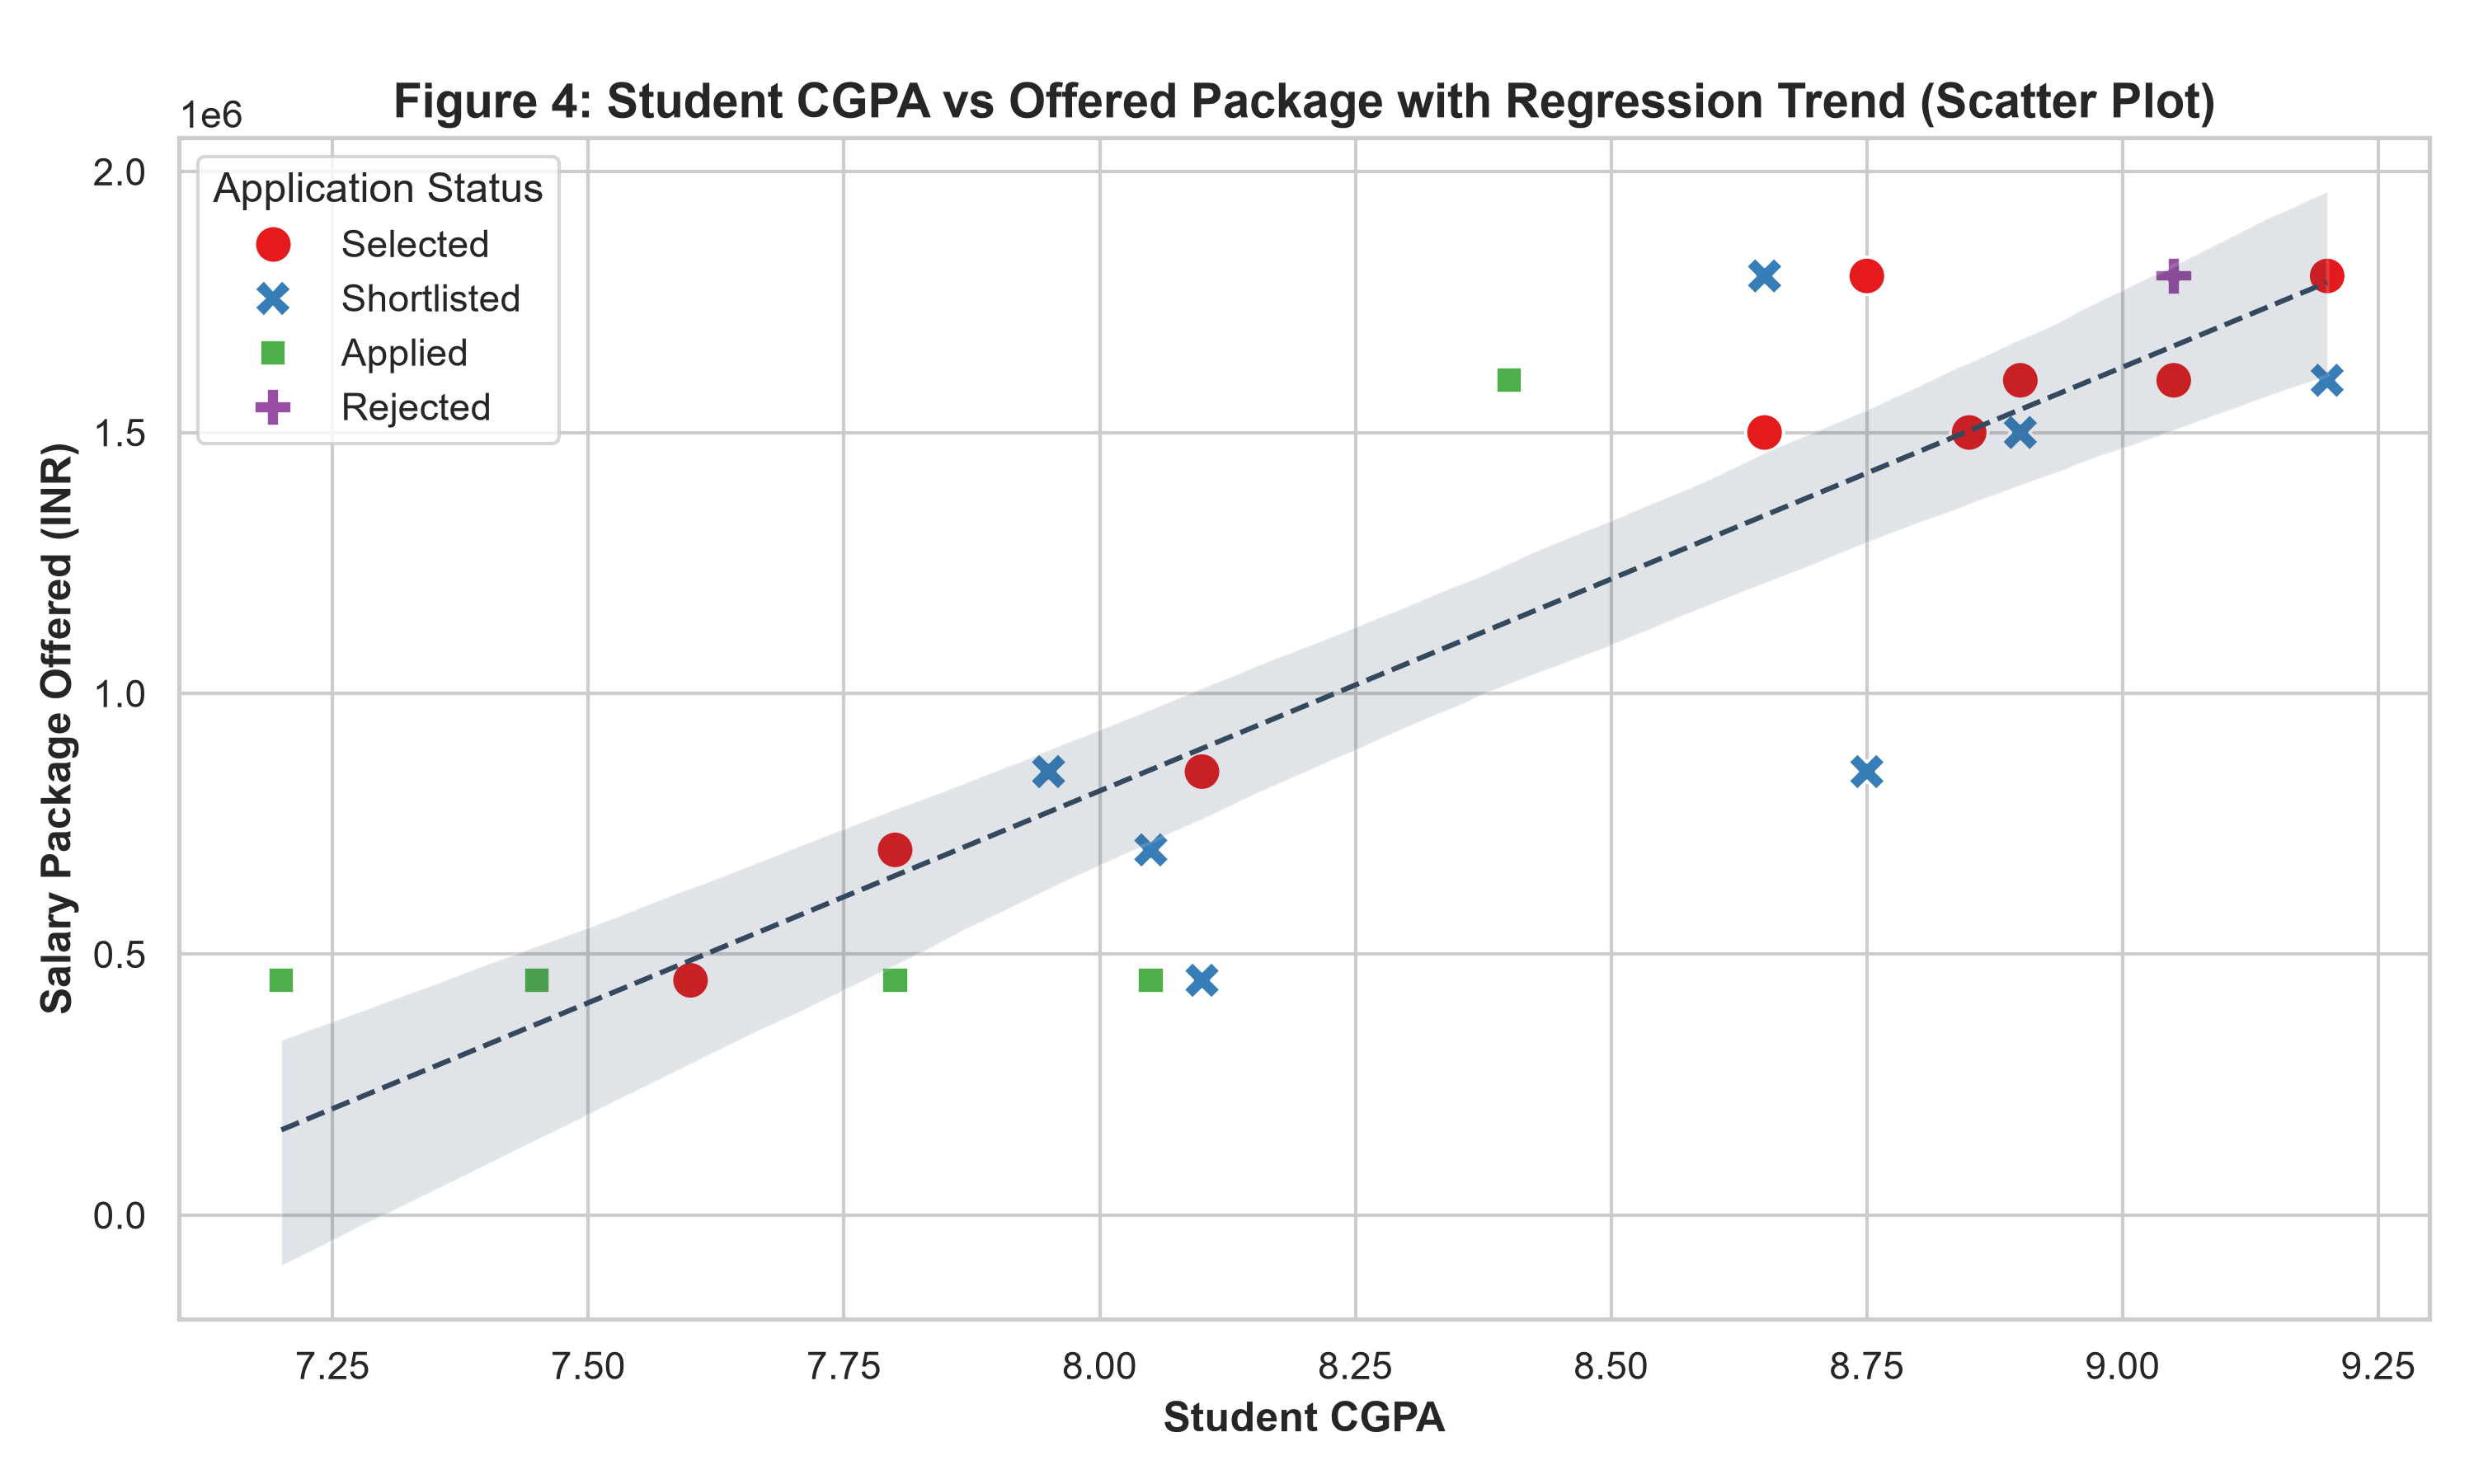 Figure 4: Student CGPA vs Offered Package with Regression Trend (Scatter Plot)
1e6
Application Status
Selected
Shortlisted
Applied
Rejected
Salary Package Offered (INR)
2.0
1.5
1.0
0.5
0.0
7.25 7.50 7.75 8.00 8.25 8.50 8.75 9.00 9.25
Student CGPA